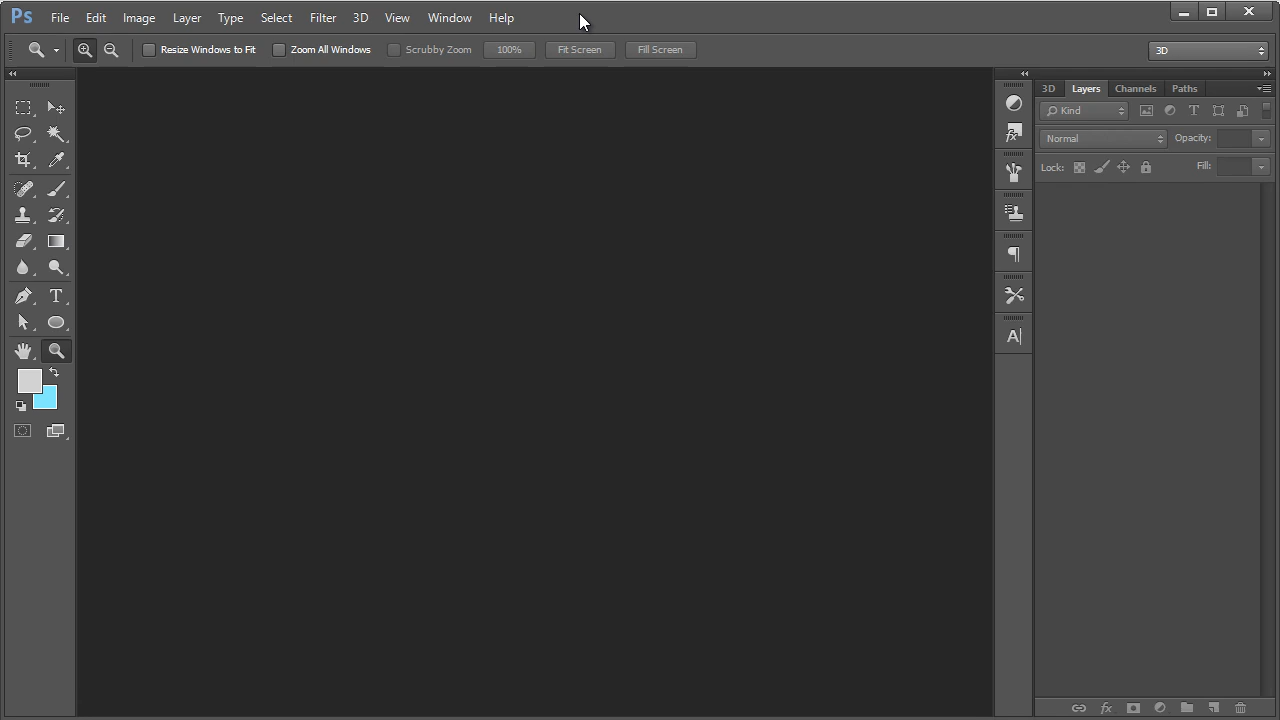 Ps File Edit Image Layer Type Select Filter 3D View Window Help
Resize Windows to Fit Zoom All Windows Scrubby Zoom 100% Fit Screen Fill Screen 3D
3D Layers Channels Paths
Kind
Normal Opacity:
Lock: Fill: